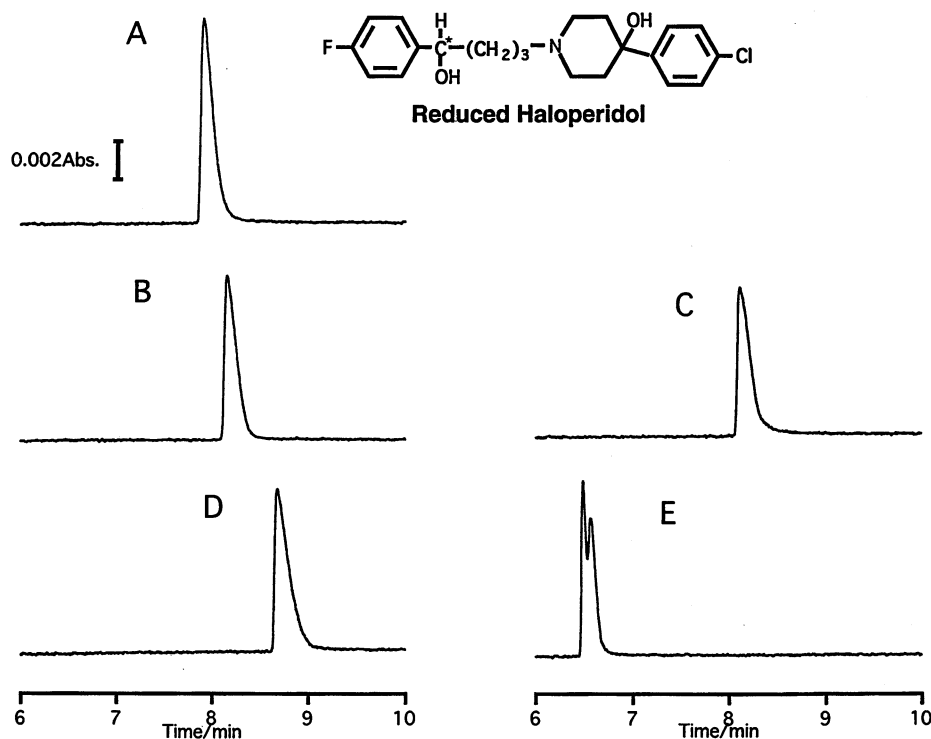 A
H
OH
F C* (CH2)3 N Cl
OH
Reduced Haloperidol
0.002Abs.
B
C
D
E
6 7 8 9 10
Time/min
6 7 8 9 10
Time/min